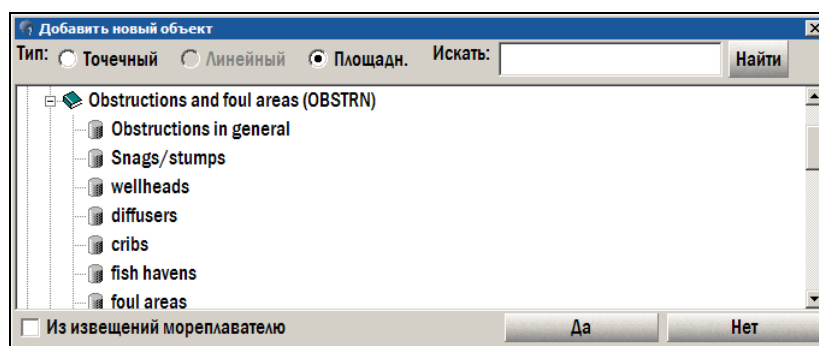 Добавить новый объект
Тип: Точечный Линейный Площадн. Искать: Найти
Obstructions and foul areas (OBSTRN)
Obstructions in general
Snags/stumps
wellheads
diffusers
cribs
fish havens
foul areas
Из извещений мореплавателю Да Нет